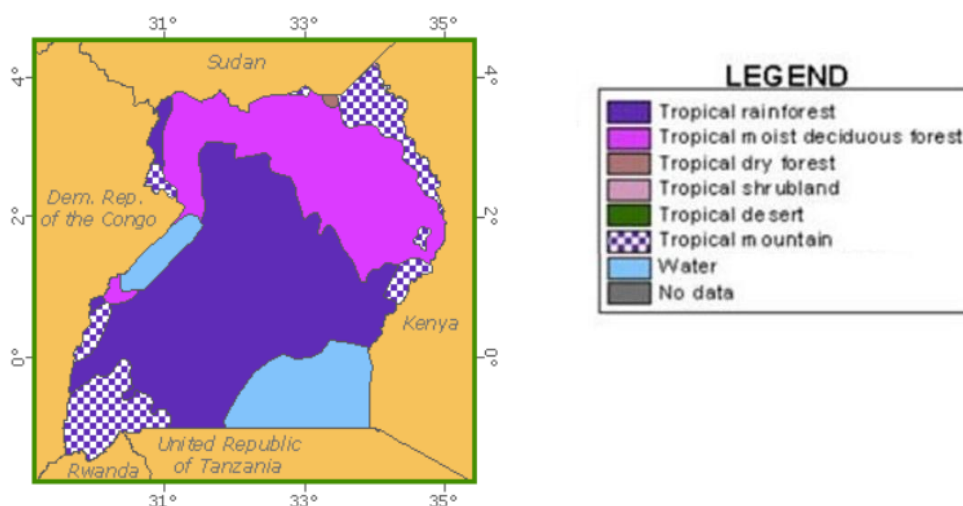 31°
33°
35°
4°
Sudan
4°
Dem. Rep.
of the Congo
2°
2°
Kenya
0°
0°
United Republic
of Tanzania
Rwanda
31°
33°
35°
LEGEND
Tropical rainforest
Tropical moist deciduous forest
Tropical dry forest
Tropical shrubland
Tropical desert
Tropical mountain
Water
No data